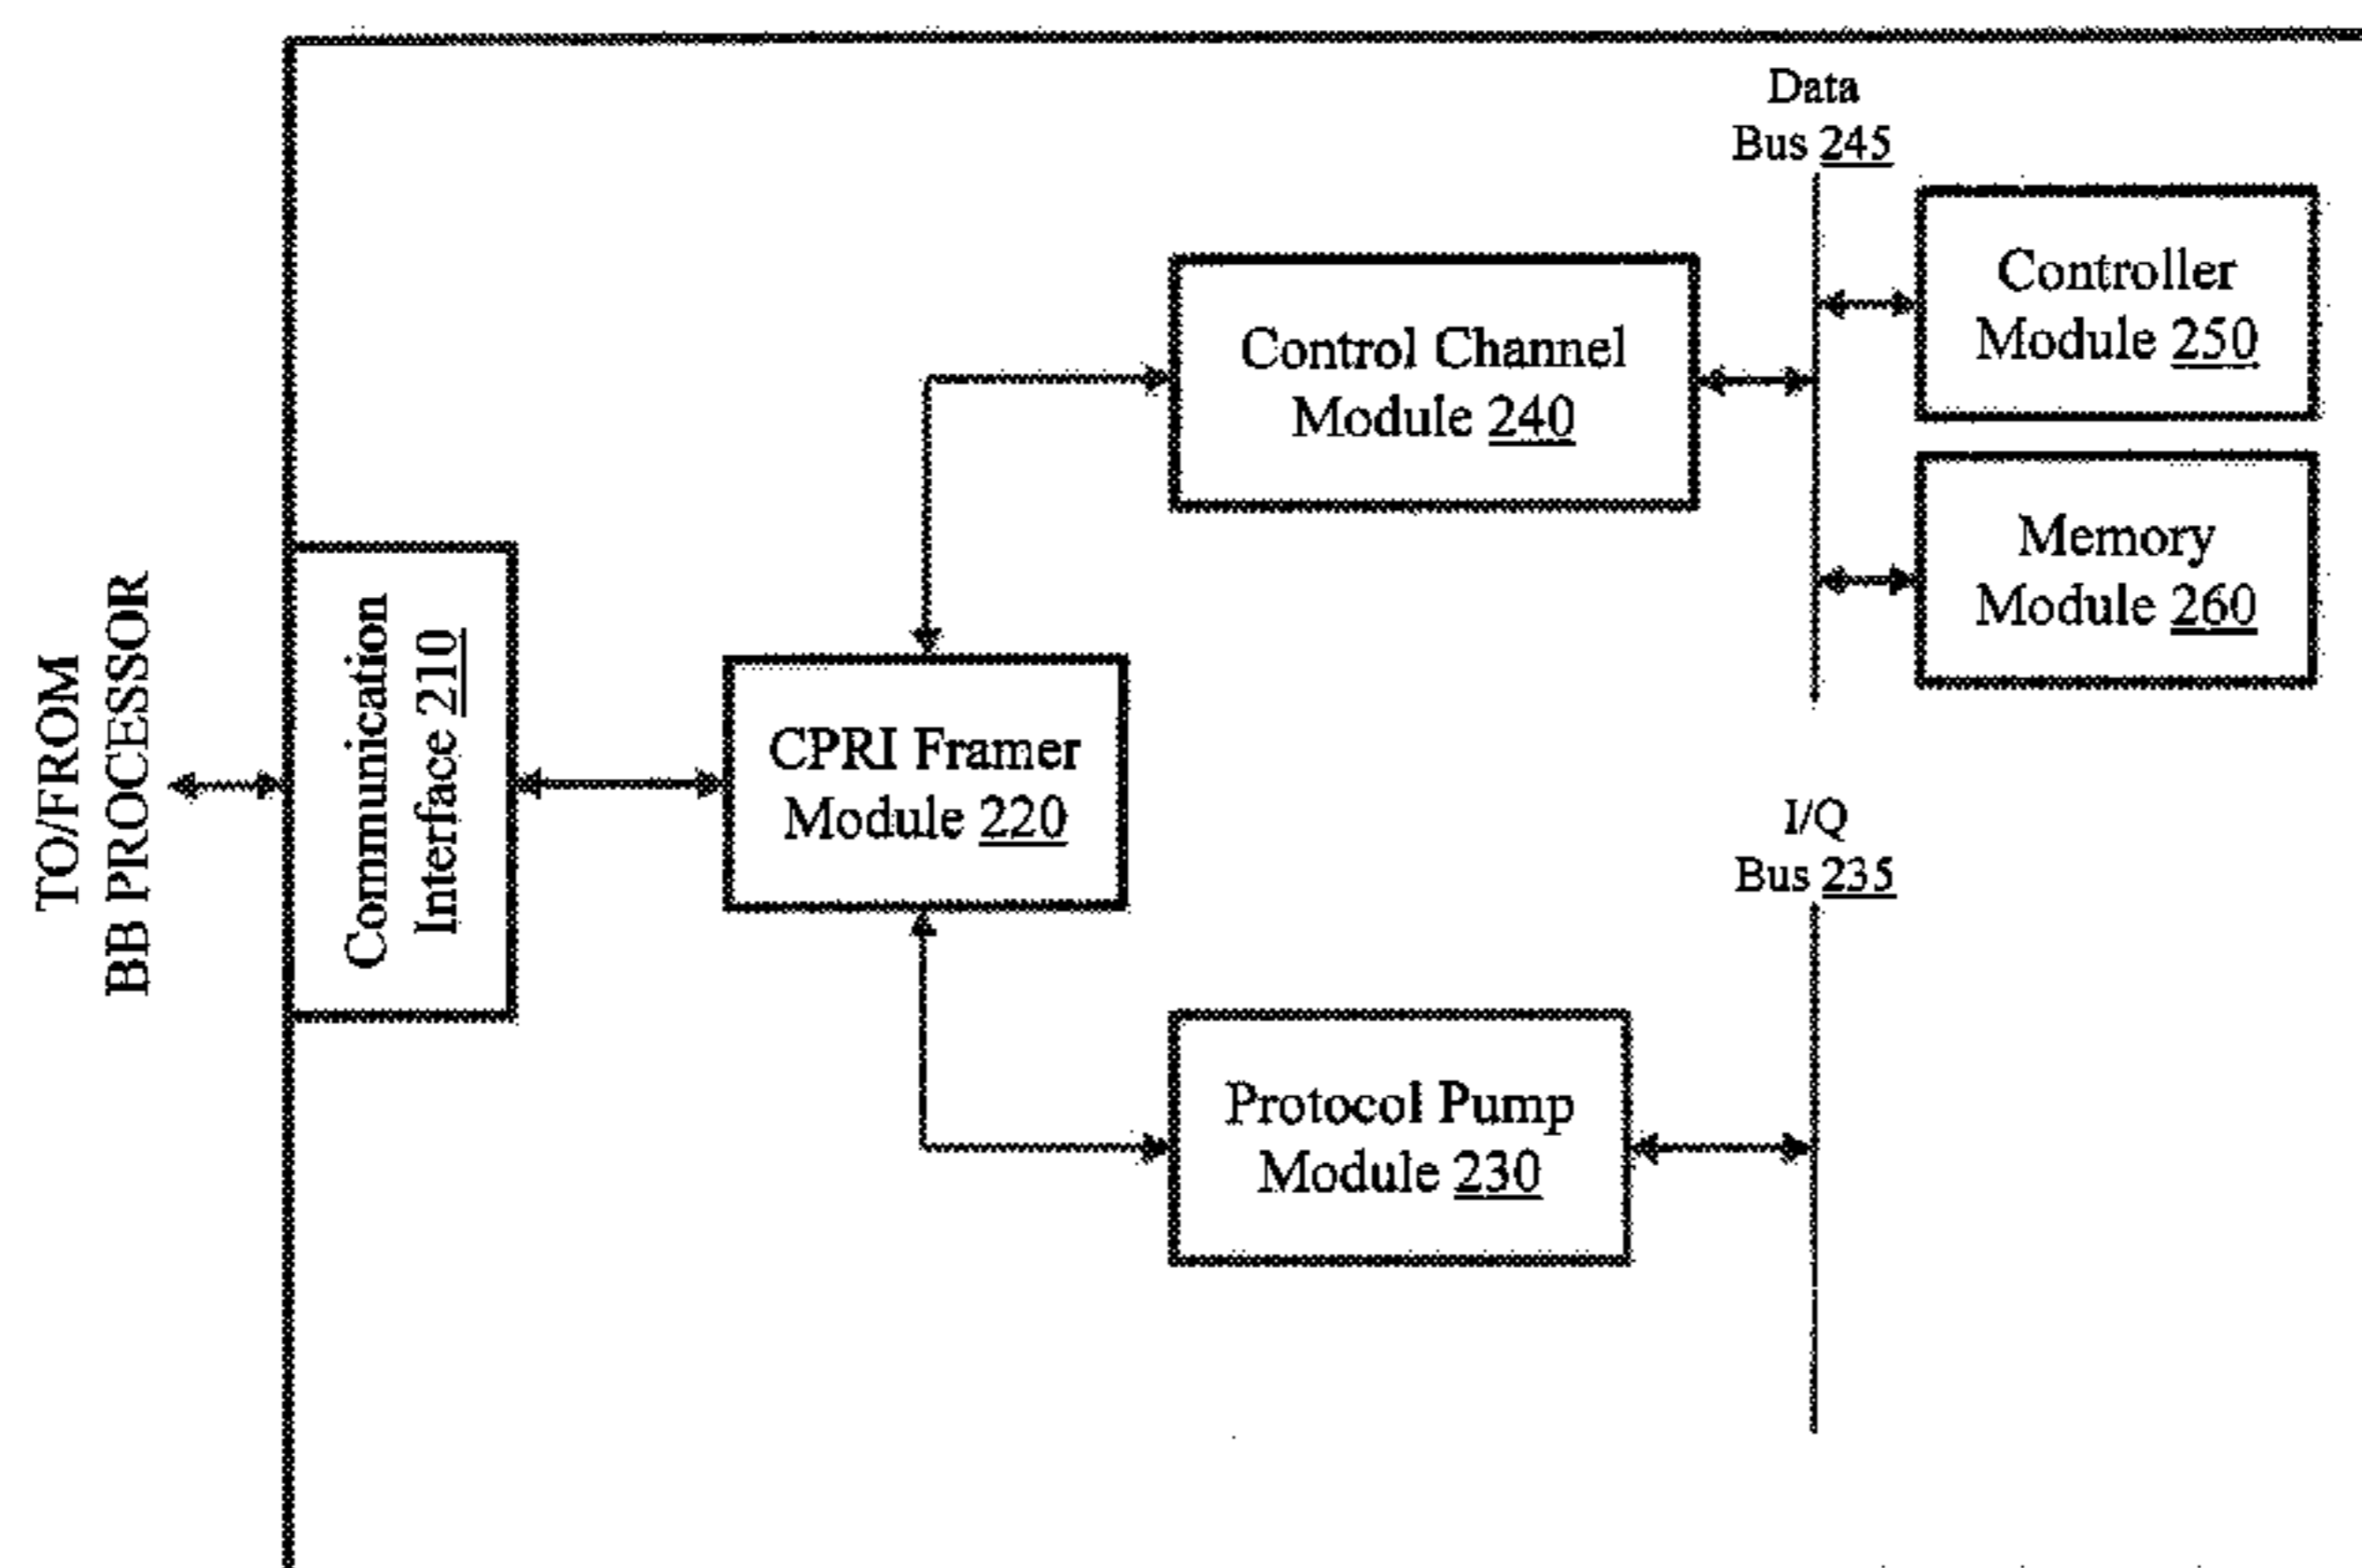 Data
Bus 245
Controller
Module 250
Control Channel
Module 240
Memory
Module 260
TO/FROM
BB PROCESSOR
Communication
Interface 210
CPRI Framer
Module 220
I/Q
Bus 235
Protocol Pump
Module 230